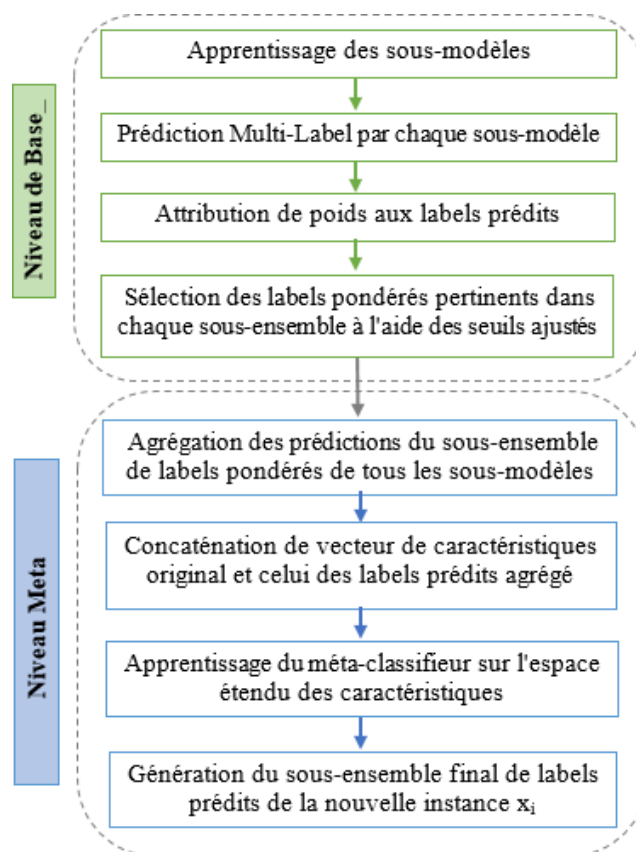 Niveau de Base_
Apprentissage des sous-modèles
Prédiction Multi-Label par chaque sous-modèle
Attribution de poids aux labels prédits
Sélection des labels pondérés pertinents dans
chaque sous-ensemble à l'aide des seuils ajustés
Niveau Meta
Agrégation des prédictions du sous-ensemble
de labels pondérés de tous les sous-modèles
Concaténation de vecteur de caractéristiques
original et celui des labels prédits agrégé
Apprentissage du méta-classifieur sur l'espace
étendu des caractéristiques
Génération du sous-ensemble final de labels
prédits de la nouvelle instance xᵢ